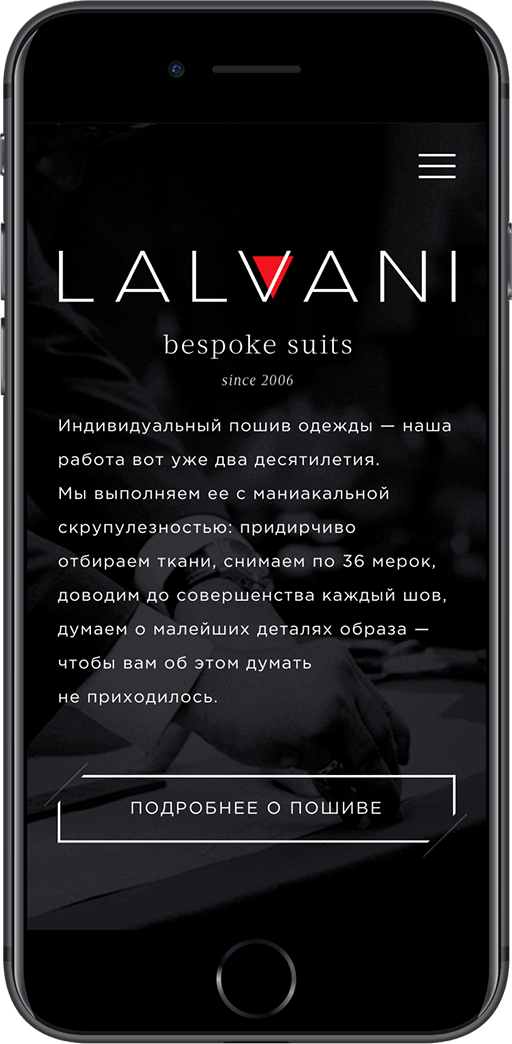 LALVANI
bespoke suits
since 2006
Индивидуальный пошив одежды — наша
работа вот уже два десятилетия.
Мы выполняем ее с маниакальной
скрупулезностью: придирчиво
отбираем ткани, снимаем по 36 мерок,
доводим до совершенства каждый шов,
думаем о малейших деталях образа —
чтобы вам об этом думать
не приходилось.
ПОДРОБНЕЕ О ПОШИВЕ